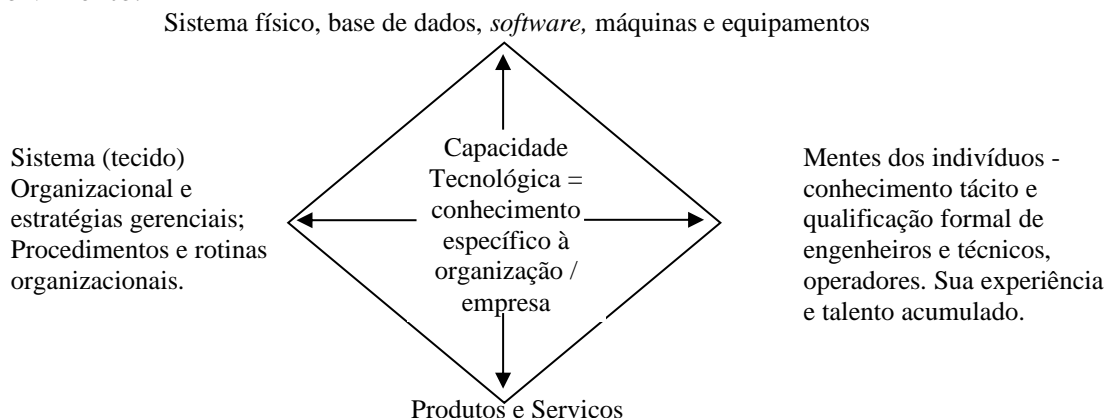 Sistema físico, base de dados, software, máquinas e equipamentos
Sistema (tecido)
Organizacional e
estratégias gerenciais;
Procedimentos e rotinas
organizacionais.
Capacidade
Tecnológica =
conhecimento
específico à
organização /
empresa
Mentes dos indivíduos -
conhecimento tácito e
qualificação formal de
engenheiros e técnicos,
operadores. Sua experiência
e talento acumulado.
Produtos e Serviços